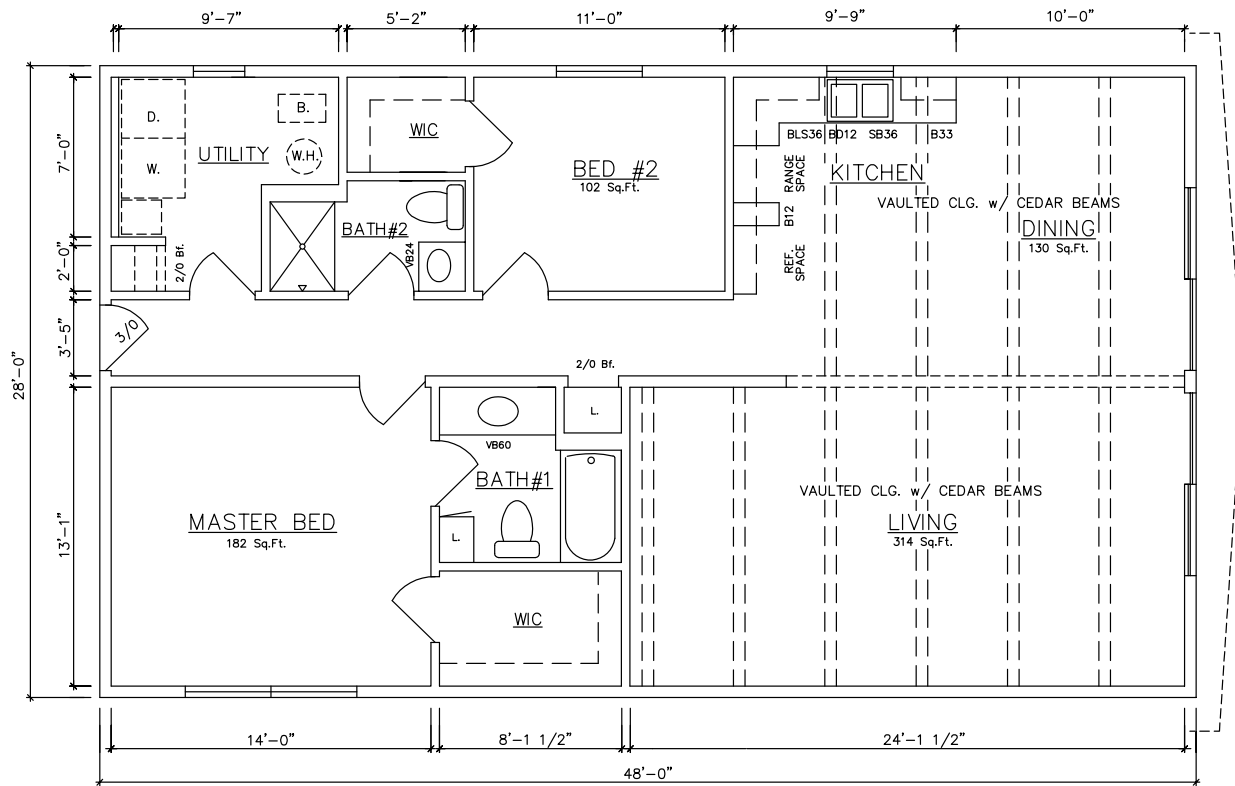 9'-7"
5'-2"
11'-0"
9'-9"
10'-0"
28'-0"
7'-0"
2'-0"
3'-5"
13'-1"
D.
W.
B.
W.H.
UTILITY
2/0 Bf.
WIC
BATH#2
VB24
BED #2
102 Sq.Ft.
BLS36 BD12 SB36 B33
RANGE
SPACE
B12
REF.
SPACE
KITCHEN
VAULTED CLG. w/ CEDAR BEAMS
DINING
130 Sq.Ft.
3/0
2/0 Bf.
L.
VB60
BATH#1
L.
MASTER BED
182 Sq.Ft.
WIC
VAULTED CLG. w/ CEDAR BEAMS
LIVING
314 Sq.Ft.
14'-0"
8'-1 1/2"
24'-1 1/2"
48'-0"